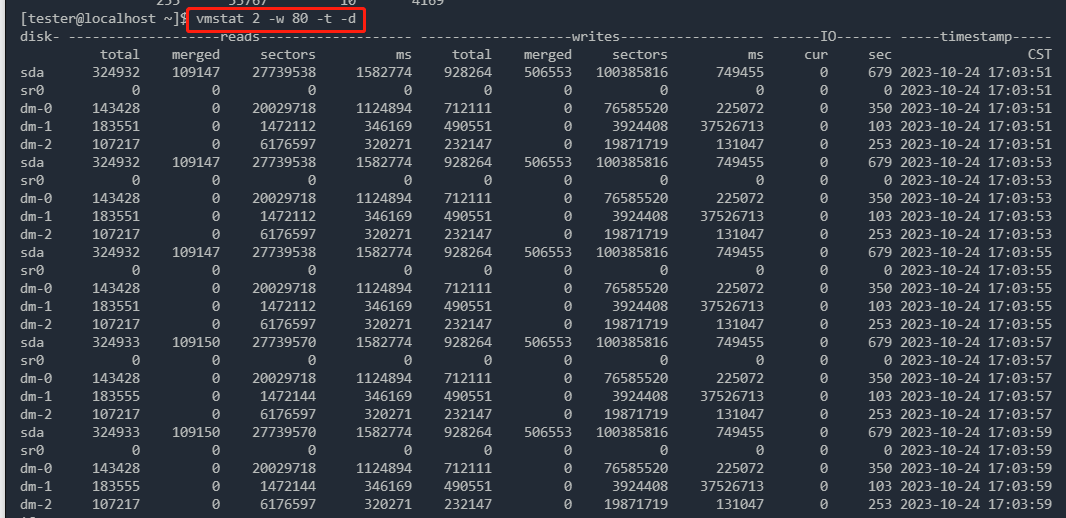 255 55767 10 4169
[tester@localhost ~]$ vmstat 2 -w 80 -t -d
disk- -------------------reads------------------- -------------------writes------------------ ------IO------- -----timestamp-----
total merged sectors ms total merged sectors ms cur sec CST
sda 324932 109147 27739538 1582774 928264 506553 100385816 749455 0 679 2023-10-24 17:03:51
sr0 0 0 0 0 0 0 0 0 0 0 2023-10-24 17:03:51
dm-0 143428 0 20029718 1124894 712111 0 76585520 225072 0 350 2023-10-24 17:03:51
dm-1 183551 0 1472112 346169 490551 0 3924408 37526713 0 103 2023-10-24 17:03:51
dm-2 107217 0 6176597 320271 232147 0 19871719 131047 0 253 2023-10-24 17:03:51
sda 324932 109147 27739538 1582774 928264 506553 100385816 749455 0 679 2023-10-24 17:03:53
sr0 0 0 0 0 0 0 0 0 0 0 2023-10-24 17:03:53
dm-0 143428 0 20029718 1124894 712111 0 76585520 225072 0 350 2023-10-24 17:03:53
dm-1 183551 0 1472112 346169 490551 0 3924408 37526713 0 103 2023-10-24 17:03:53
dm-2 107217 0 6176597 320271 232147 0 19871719 131047 0 253 2023-10-24 17:03:53
sda 324932 109147 27739538 1582774 928264 506553 100385816 749455 0 679 2023-10-24 17:03:55
sr0 0 0 0 0 0 0 0 0 0 0 2023-10-24 17:03:55
dm-0 143428 0 20029718 1124894 712111 0 76585520 225072 0 350 2023-10-24 17:03:55
dm-1 183551 0 1472112 346169 490551 0 3924408 37526713 0 103 2023-10-24 17:03:55
dm-2 107217 0 6176597 320271 232147 0 19871719 131047 0 253 2023-10-24 17:03:55
sda 324933 109150 27739570 1582774 928264 506553 100385816 749455 0 679 2023-10-24 17:03:57
sr0 0 0 0 0 0 0 0 0 0 0 2023-10-24 17:03:57
dm-0 143428 0 20029718 1124894 712111 0 76585520 225072 0 350 2023-10-24 17:03:57
dm-1 183555 0 1472144 346169 490551 0 3924408 37526713 0 103 2023-10-24 17:03:57
dm-2 107217 0 6176597 320271 232147 0 19871719 131047 0 253 2023-10-24 17:03:57
sda 324933 109150 27739570 1582774 928264 506553 100385816 749455 0 679 2023-10-24 17:03:59
sr0 0 0 0 0 0 0 0 0 0 0 2023-10-24 17:03:59
dm-0 143428 0 20029718 1124894 712111 0 76585520 225072 0 350 2023-10-24 17:03:59
dm-1 183555 0 1472144 346169 490551 0 3924408 37526713 0 103 2023-10-24 17:03:59
dm-2 107217 0 6176597 320271 232147 0 19871719 131047 0 253 2023-10-24 17:03:59